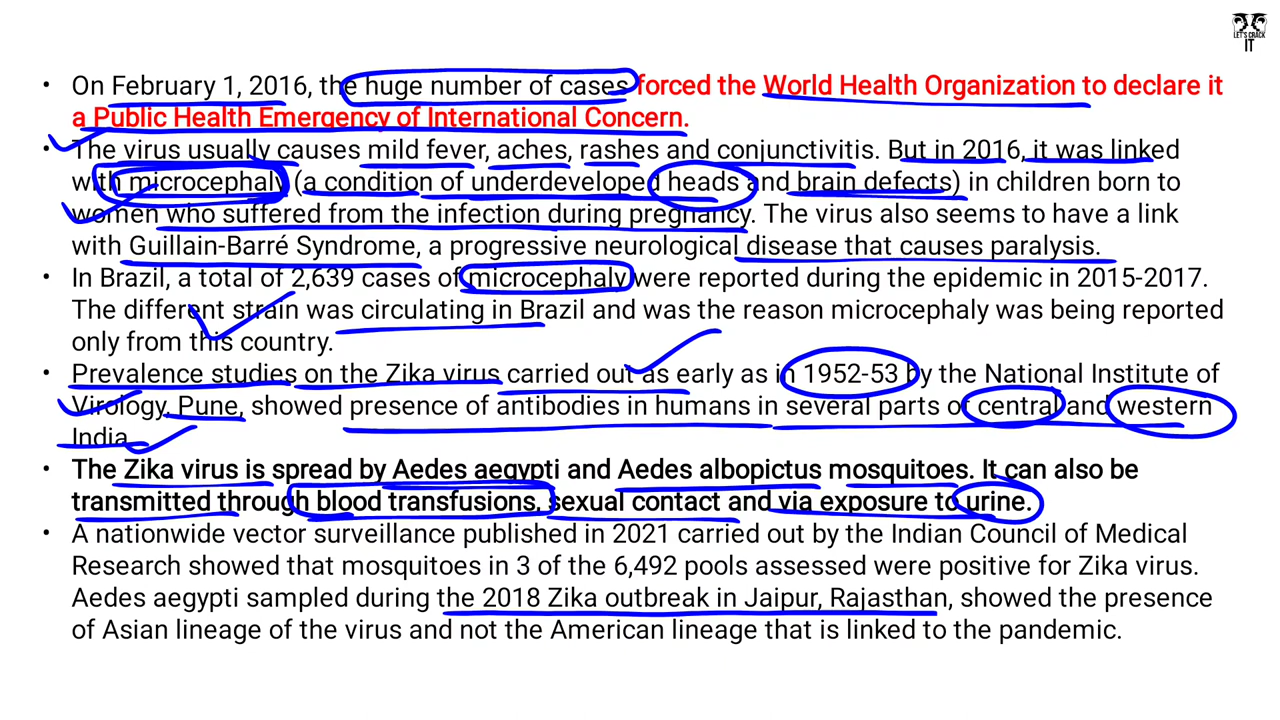 LET'S CRACK
IT
• On February 1, 2016, the huge number of cases forced the World Health Organization to declare it
a Public Health Emergency of International Concern.
• The virus usually causes mild fever, aches, rashes and conjunctivitis. But in 2016, it was linked
with microcephaly (a condition of underdeveloped heads and brain defects) in children born to
women who suffered from the infection during pregnancy. The virus also seems to have a link
with Guillain-Barré Syndrome, a progressive neurological disease that causes paralysis.
• In Brazil, a total of 2,639 cases of microcephaly were reported during the epidemic in 2015-2017.
The different strain was circulating in Brazil and was the reason microcephaly was being reported
only from this country.
• Prevalence studies on the Zika virus carried out as early as in 1952-53 by the National Institute of
Virology, Pune, showed presence of antibodies in humans in several parts of central and western
India.
• The Zika virus is spread by Aedes aegypti and Aedes albopictus mosquitoes. It can also be
transmitted through blood transfusions, sexual contact and via exposure to urine.
• A nationwide vector surveillance published in 2021 carried out by the Indian Council of Medical
Research showed that mosquitoes in 3 of the 6,492 pools assessed were positive for Zika virus.
Aedes aegypti sampled during the 2018 Zika outbreak in Jaipur, Rajasthan, showed the presence
of Asian lineage of the virus and not the American lineage that is linked to the pandemic.